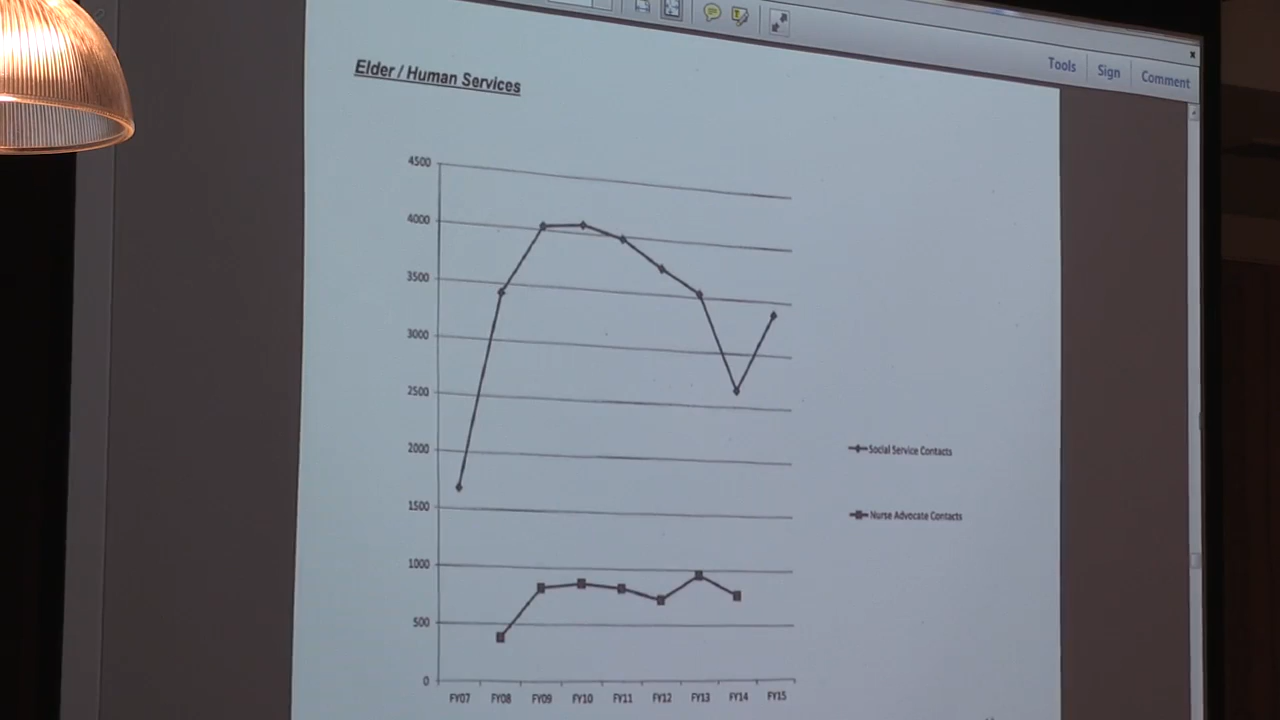 Tools Sign Comment
Elder / Human Services
4500
4000
3500
3000
2500
2000
1500
1000
500
0
FY07 FY08 FY09 FY10 FY11 FY12 FY13 FY14 FY15
Social Service Contacts
Nurse Advocate Contacts